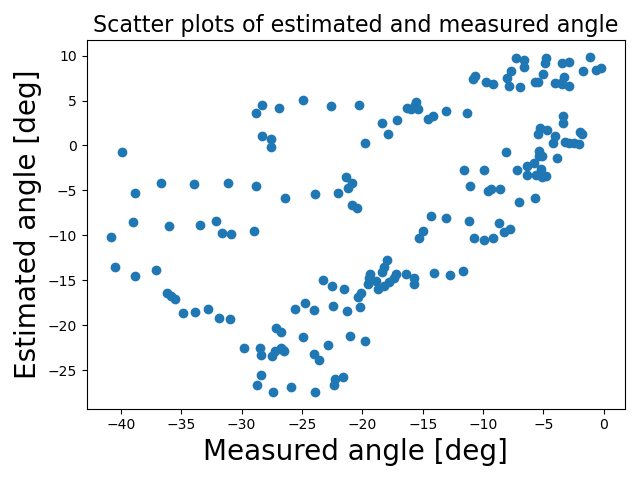 Scatter plots of estimated and measured angle
10
5
0
−5
−10
−15
−20
−25
Estimated angle [deg]
−40 −35 −30 −25 −20 −15 −10 −5 0
Measured angle [deg]